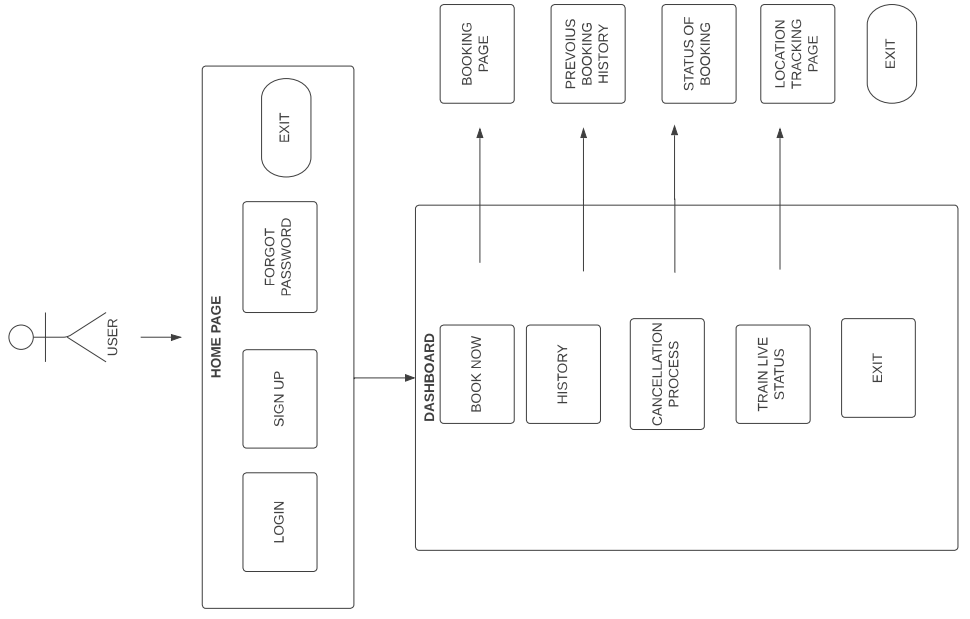 USER
HOME PAGE
LOGIN
SIGN UP
FORGOT
PASSWORD
EXIT
DASHBOARD
BOOK NOW
HISTORY
CANCELLATION
PROCESS
TRAIN LIVE
STATUS
EXIT
BOOKING
PAGE
PREVOIUS
BOOKING
HISTORY
STATUS OF
BOOKING
LOCATION
TRACKING
PAGE
EXIT